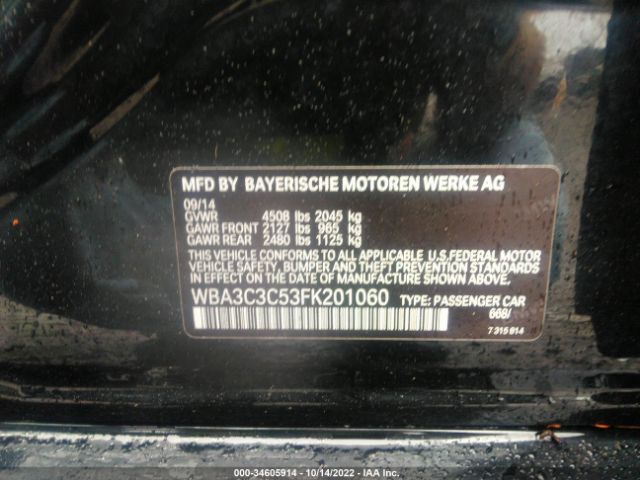 MFD BY BAYERISCHE MOTOREN WERKE AG
09/14
GVWR 4508 lbs 2045 kg
GAWR FRONT 2127 lbs 965 kg
GAWR REAR 2480 lbs 1125 kg
THIS VEHICLE CONFORMS TO ALL APPLICABLE U.S.FEDERAL MOTOR
VEHICLE SAFETY, BUMPER AND THEFT PREVENTION STANDARDS
IN EFFECT ON THE DATE OF MANUFACTURE SHOWN ABOVE.
WBA3C3C53FK201060 TYPE: PASSENGER CAR
668/
7 315 914
000-34605914 - 10/14/2022 - IAA Inc.